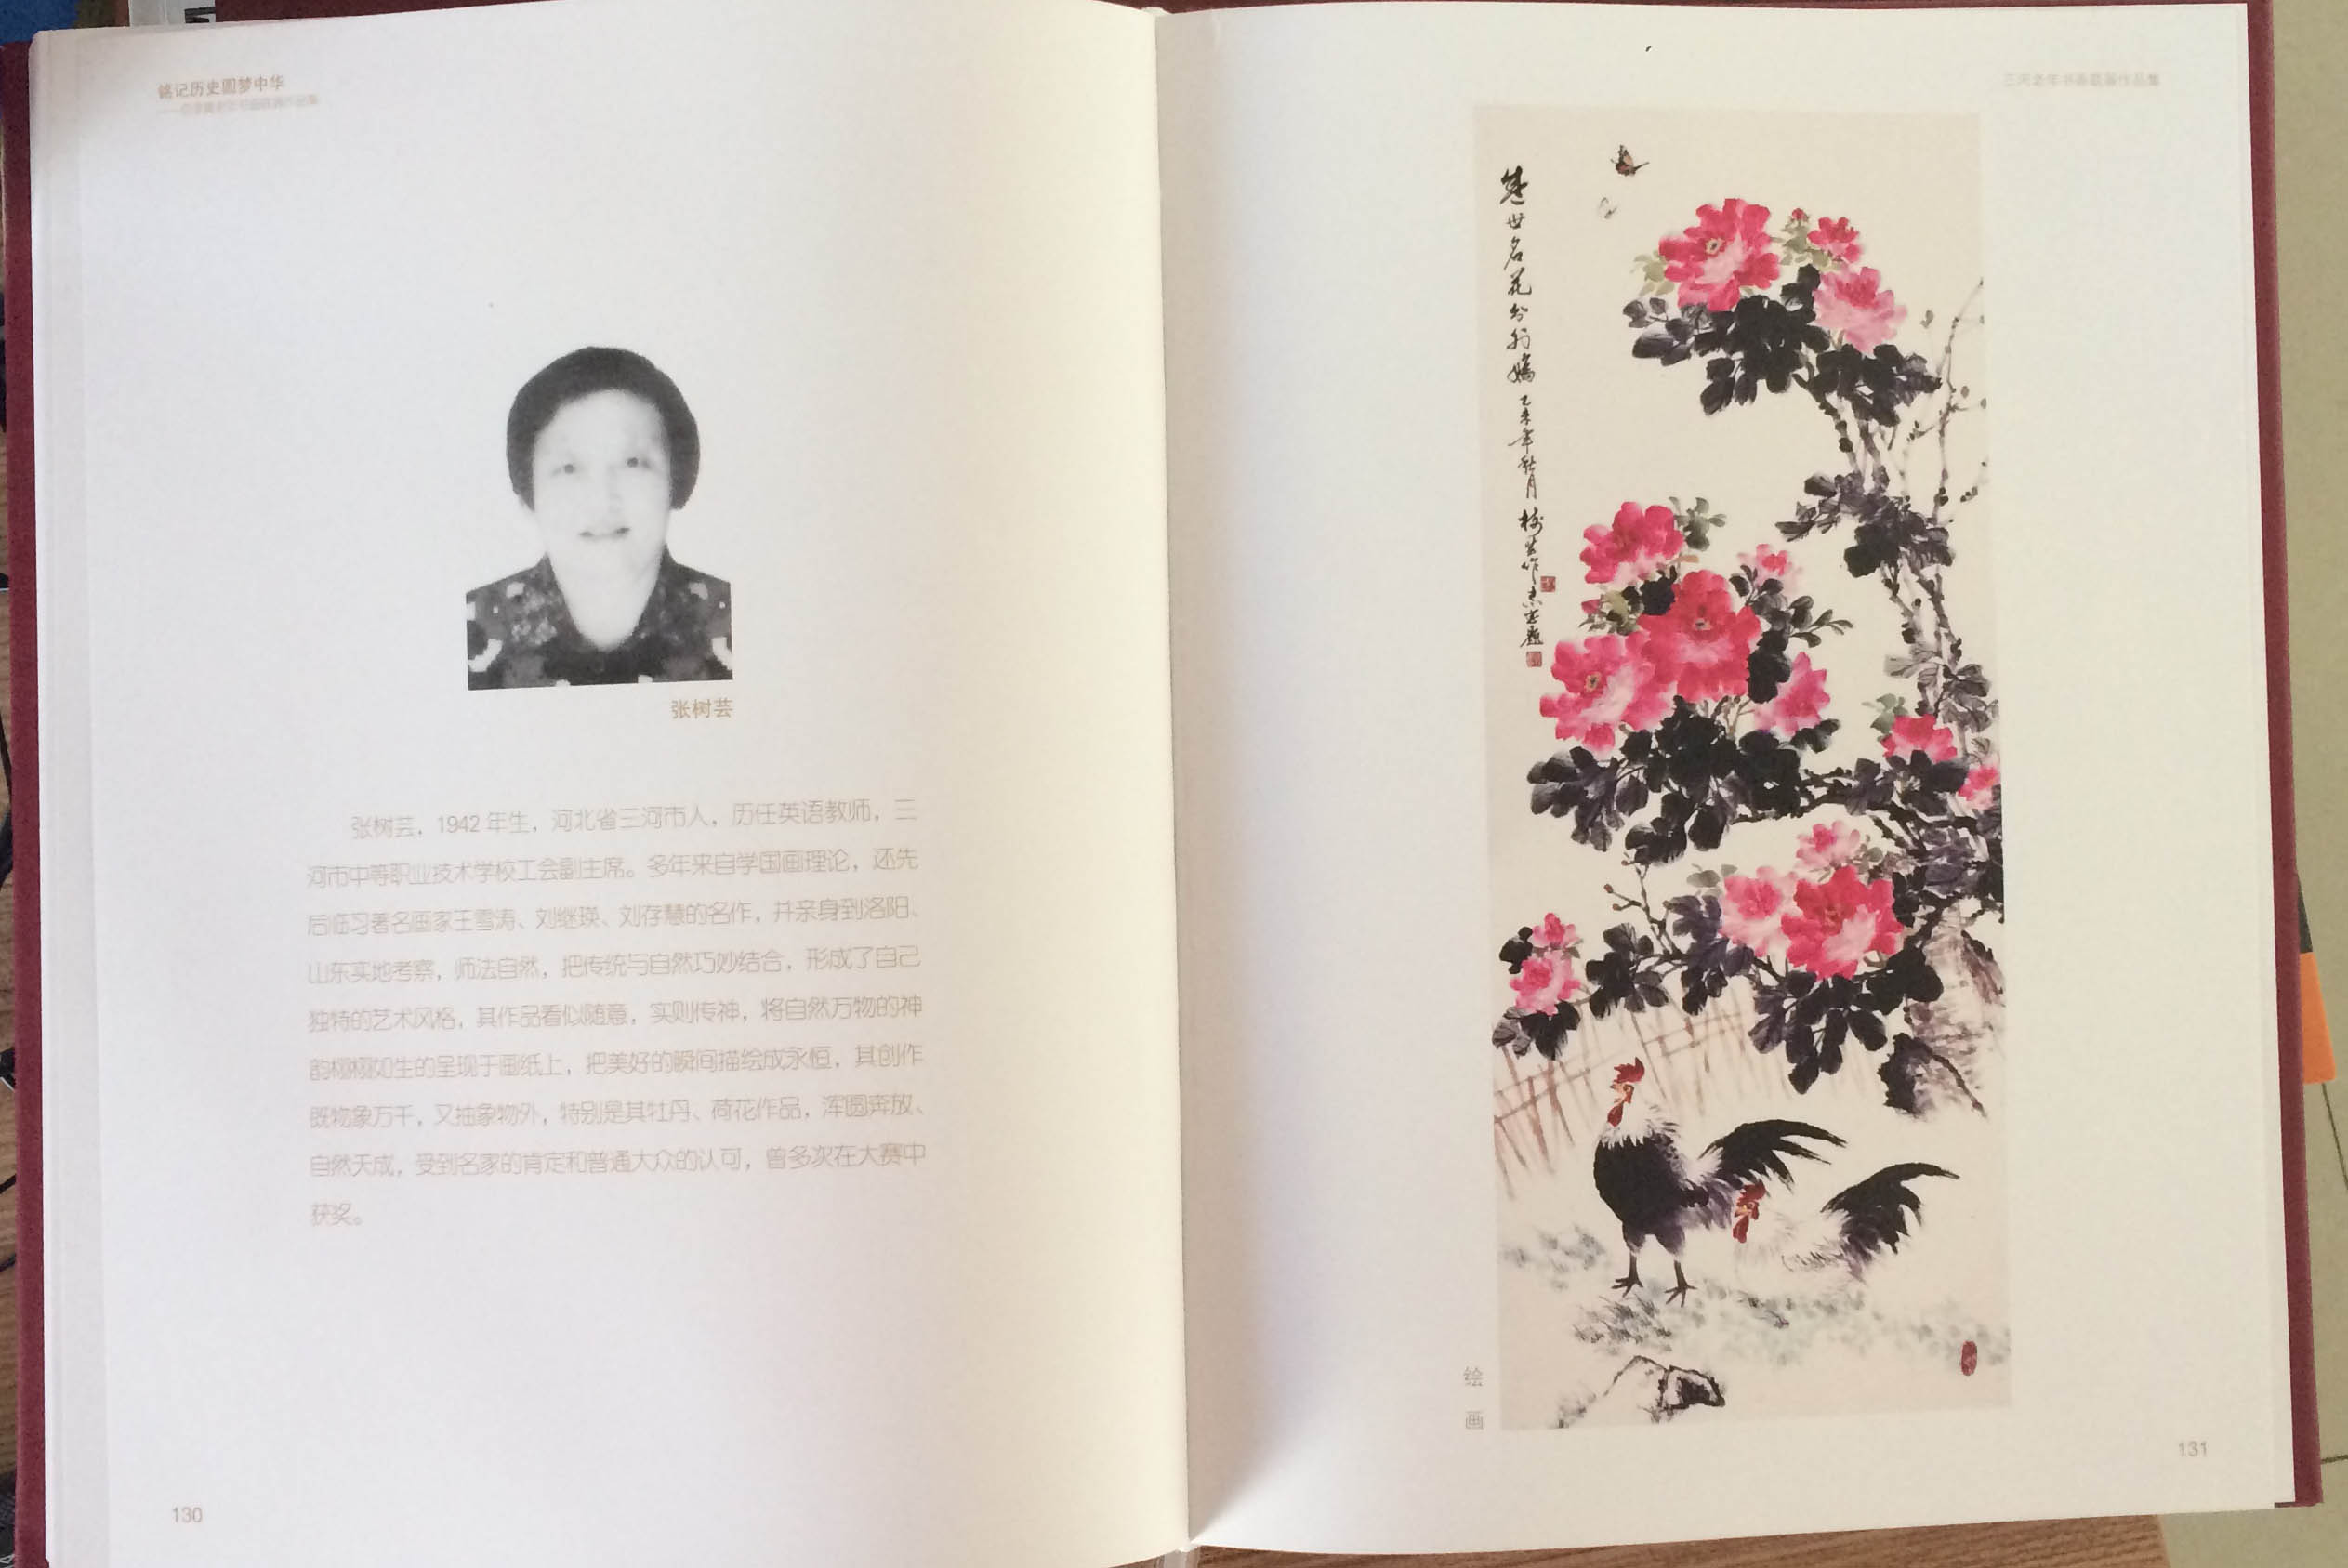 铭记历史圆梦中华
张树芸
张树芸，1942年生，河北省三河市人，历任英语教师，三
河市中等职业技术学校工会副主席。多年来自学国画理论，还先
后临习著名画家王雪涛、刘继瑛、刘存慧的名作，并亲身到洛阳、
山东实地考察，师法自然，把传统与自然巧妙结合，形成了自己
独特的艺术风格，其作品看似随意，实则传神，将自然万物的神
韵栩栩如生的呈现于画纸上，把美好的瞬间描绘成永恒，其创作
既物象万千，又抽象物外，特别是其牡丹、荷花作品，浑圆奔放、
自然天成，受到名家的肯定和普通大众的认可，曾多次在大赛中
获奖。
130
三河老年书画联展作品集
世名花分外娇
乙未年秋月
树芸作
绘
画
131